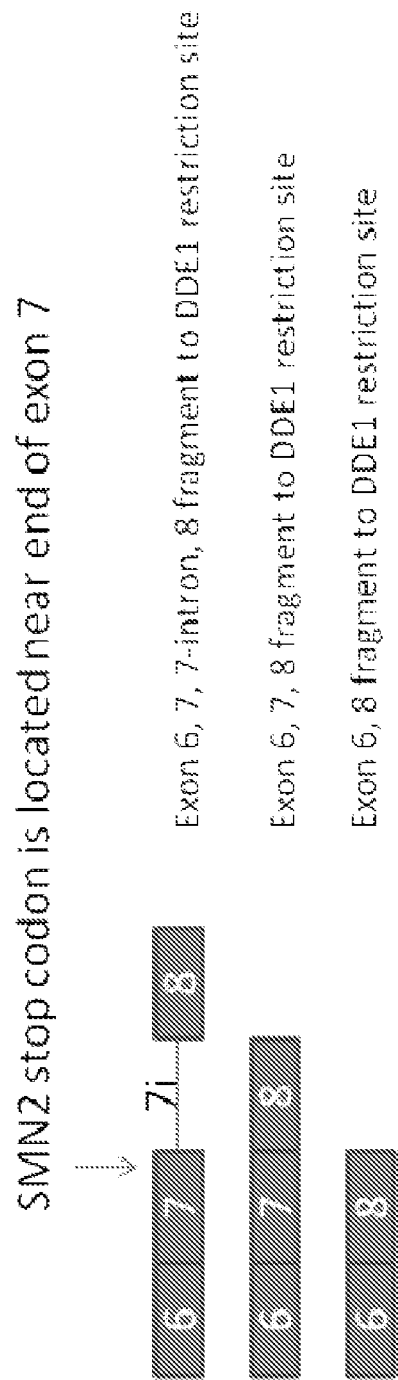 SMN2 stop codon is located near end of exon 7
6 7 7i 8 Exon 6, 7, 7-intron, 8 fragment to DDE1 restriction site
6 7 8 Exon 6, 7, 8 fragment to DDE1 restriction site
6 8 Exon 6, 8 fragment to DDE1 restriction site